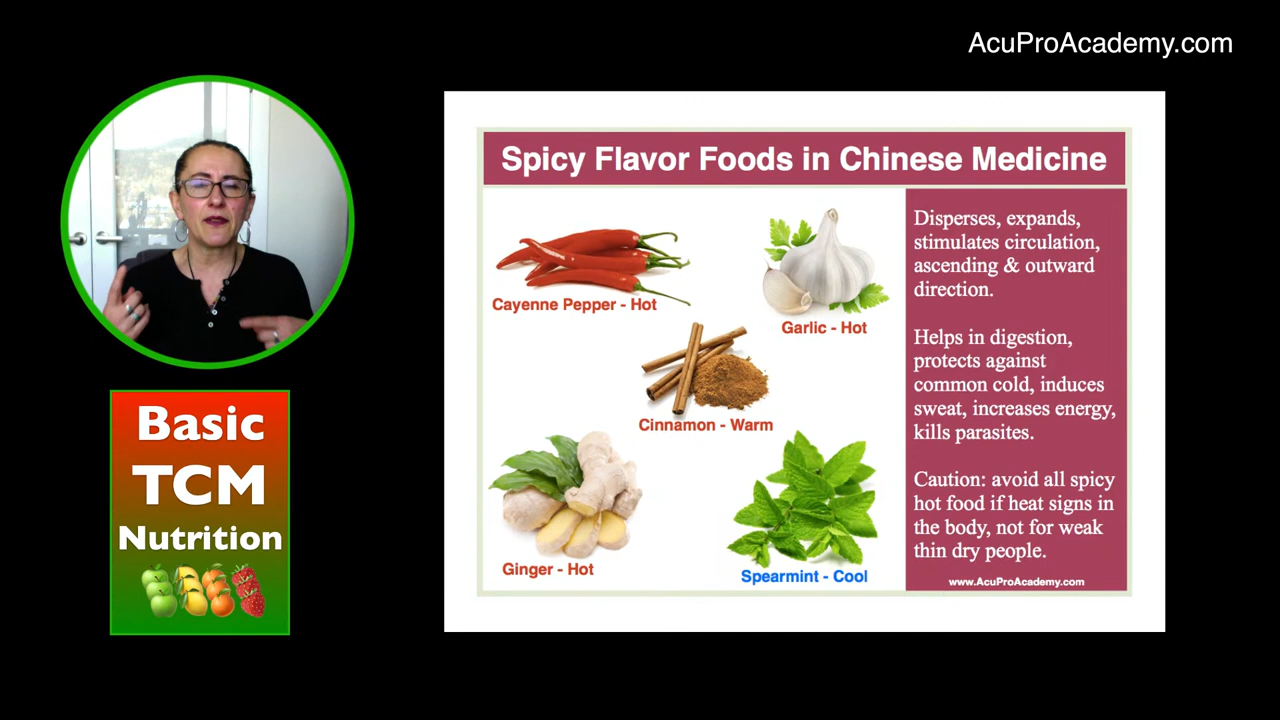 AcuProAcademy.com
Basic
TCM
Nutrition
Spicy Flavor Foods in Chinese Medicine
Cayenne Pepper - Hot
Garlic - Hot
Cinnamon - Warm
Ginger - Hot
Spearmint - Cool
Disperses, expands,
stimulates circulation,
ascending & outward
direction.
Helps in digestion,
protects against
common cold, induces
sweat, increases energy,
kills parasites.
Caution: avoid all spicy
hot food if heat signs in
the body, not for weak
thin dry people.
www.AcuProAcademy.com